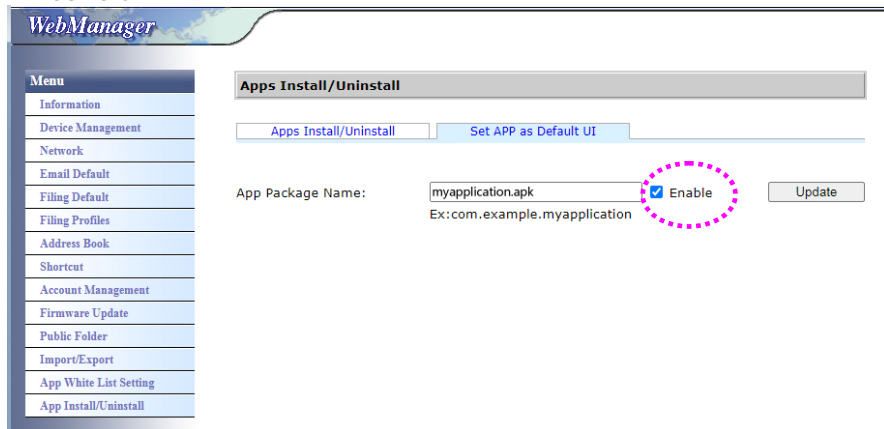 WebManager
Menu
Information
Device Management
Network
Email Default
Filing Default
Filing Profiles
Address Book
Shortcut
Account Management
Firmware Update
Public Folder
Import/Export
App White List Setting
App Install/Uninstall
Apps Install/Uninstall
Apps Install/Uninstall Set APP as Default UI
App Package Name: myapplication.apk Enable Update
Ex:com.example.myapplication